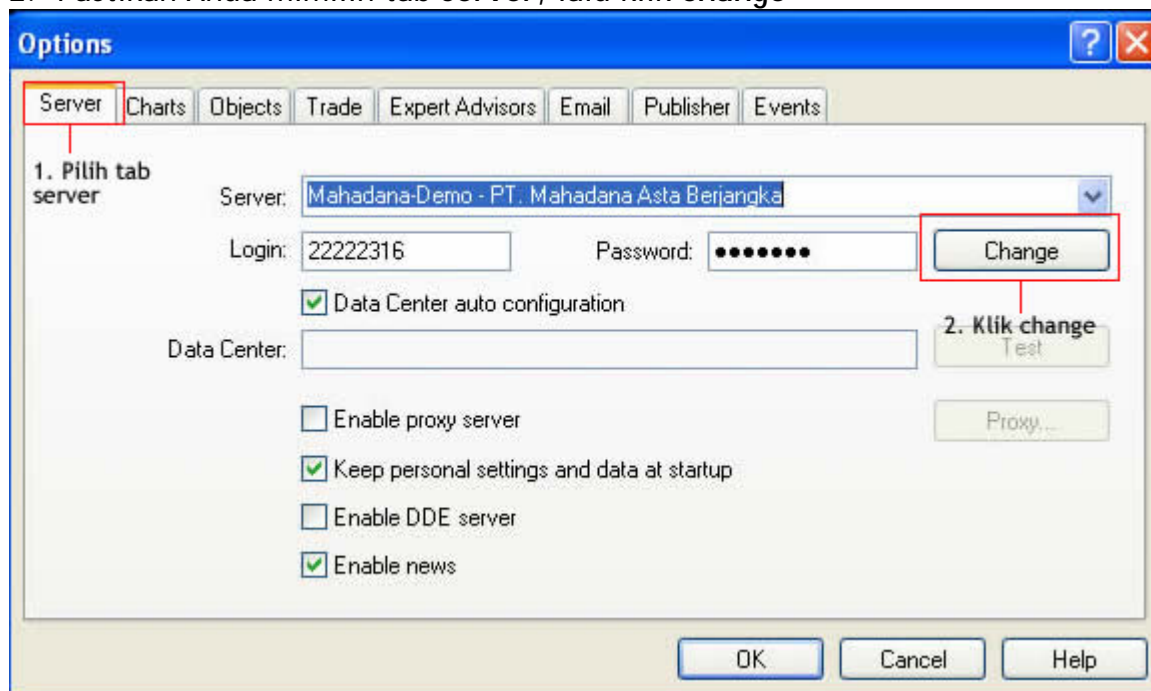 Options
Server Charts Objects Trade Expert Advisors Email Publisher Events
1. Pilih tab
server
Server: Mahadana-Demo - PT. Mahadana Asta Berjangka
Login: 22222316 Password: ●●●●●●● Change
Data Center auto configuration
2. Klik change
Data Center: Test
Enable proxy server Proxy...
Keep personal settings and data at startup
Enable DDE server
Enable news
OK Cancel Help